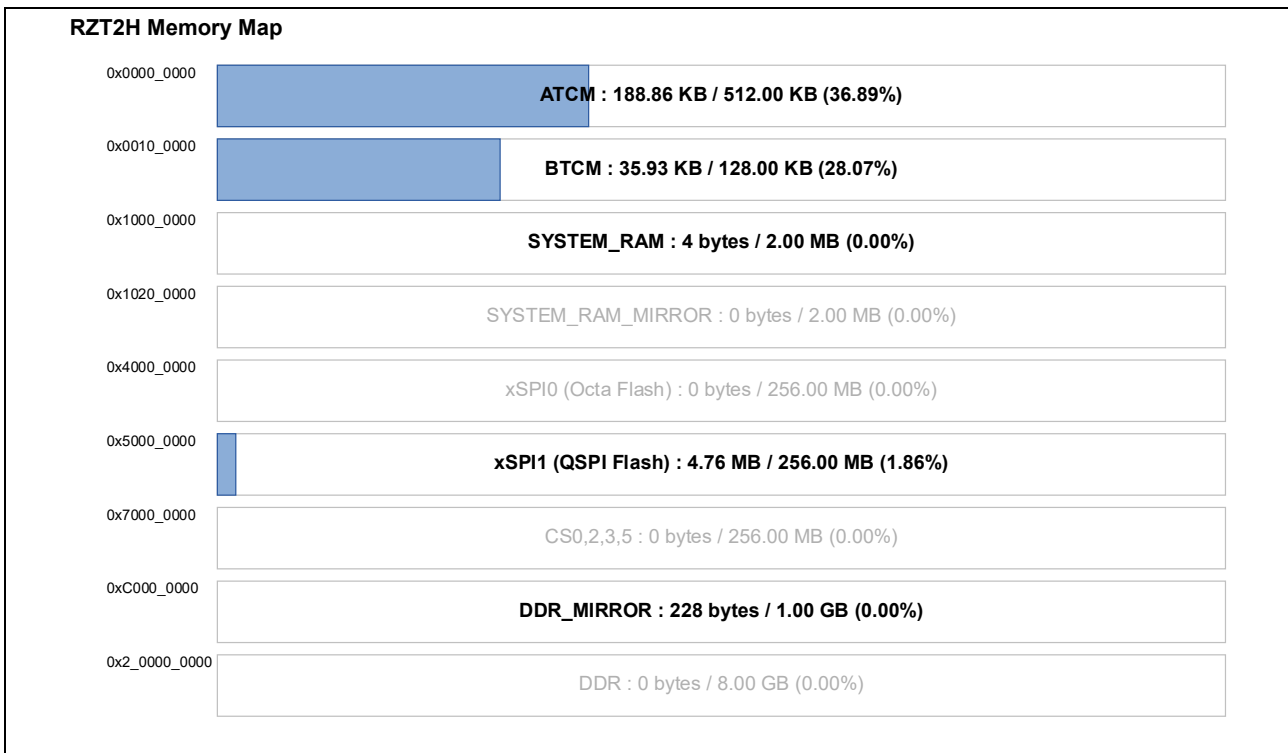 RZT2H Memory Map
0x0000_0000
ATCM : 188.86 KB / 512.00 KB (36.89%)
0x0010_0000
BTCM : 35.93 KB / 128.00 KB (28.07%)
0x1000_0000
SYSTEM_RAM : 4 bytes / 2.00 MB (0.00%)
0x1020_0000
SYSTEM_RAM_MIRROR : 0 bytes / 2.00 MB (0.00%)
0x4000_0000
xSPI0 (Octa Flash) : 0 bytes / 256.00 MB (0.00%)
0x5000_0000
xSPI1 (QSPI Flash) : 4.76 MB / 256.00 MB (1.86%)
0x7000_0000
CS0,2,3,5 : 0 bytes / 256.00 MB (0.00%)
0xC000_0000
DDR_MIRROR : 228 bytes / 1.00 GB (0.00%)
0x2_0000_0000
DDR : 0 bytes / 8.00 GB (0.00%)